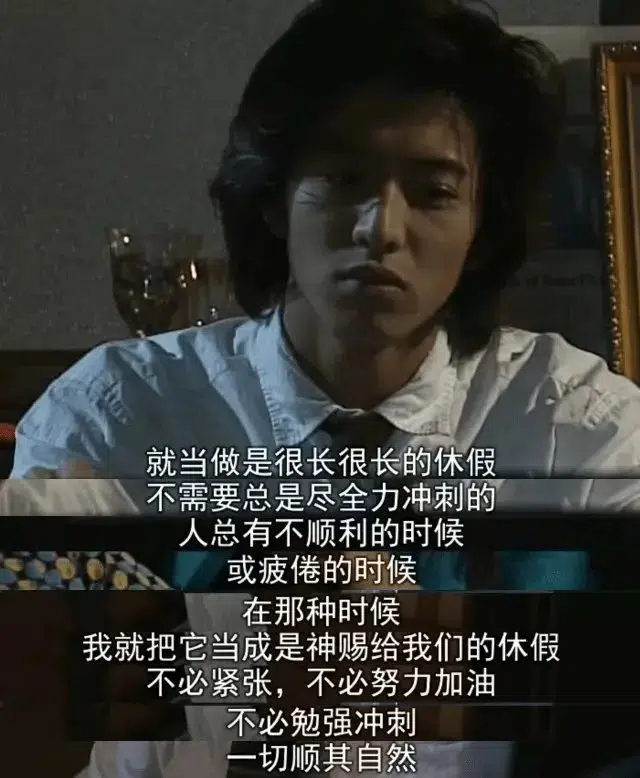 就当做是很长很长的休假
不需要总是尽全力冲刺的
人总有不顺利的时候
或疲倦的时候
在那种时候
我就把它当成是神赐给我们的休假
不必紧张，不必努力加油
不必勉强冲刺
一切顺其自然